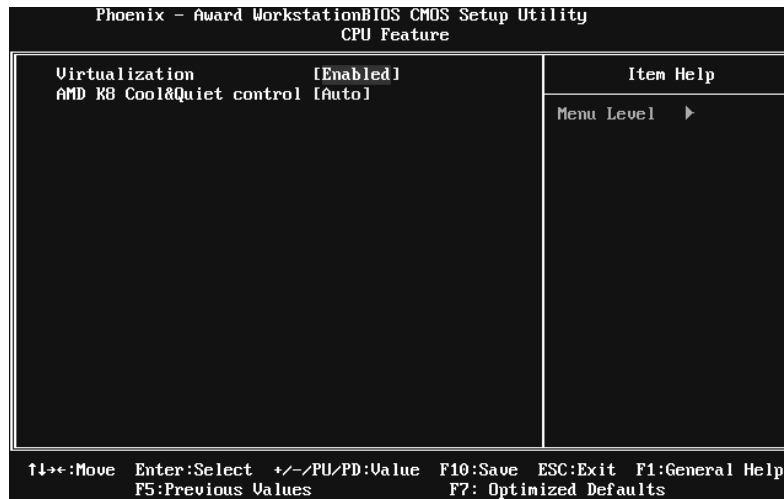 Phoenix - Award WorkstationBIOS CMOS Setup Utility
CPU Feature
Virtualization [Enabled]
AMD K8 Cool&Quiet control [Auto]
Item Help
Menu Level ▶
↑↓→←:Move Enter:Select +/-/PU/PD:Value F10:Save ESC:Exit F1:General Help
F5:Previous Values F7: Optimized Defaults